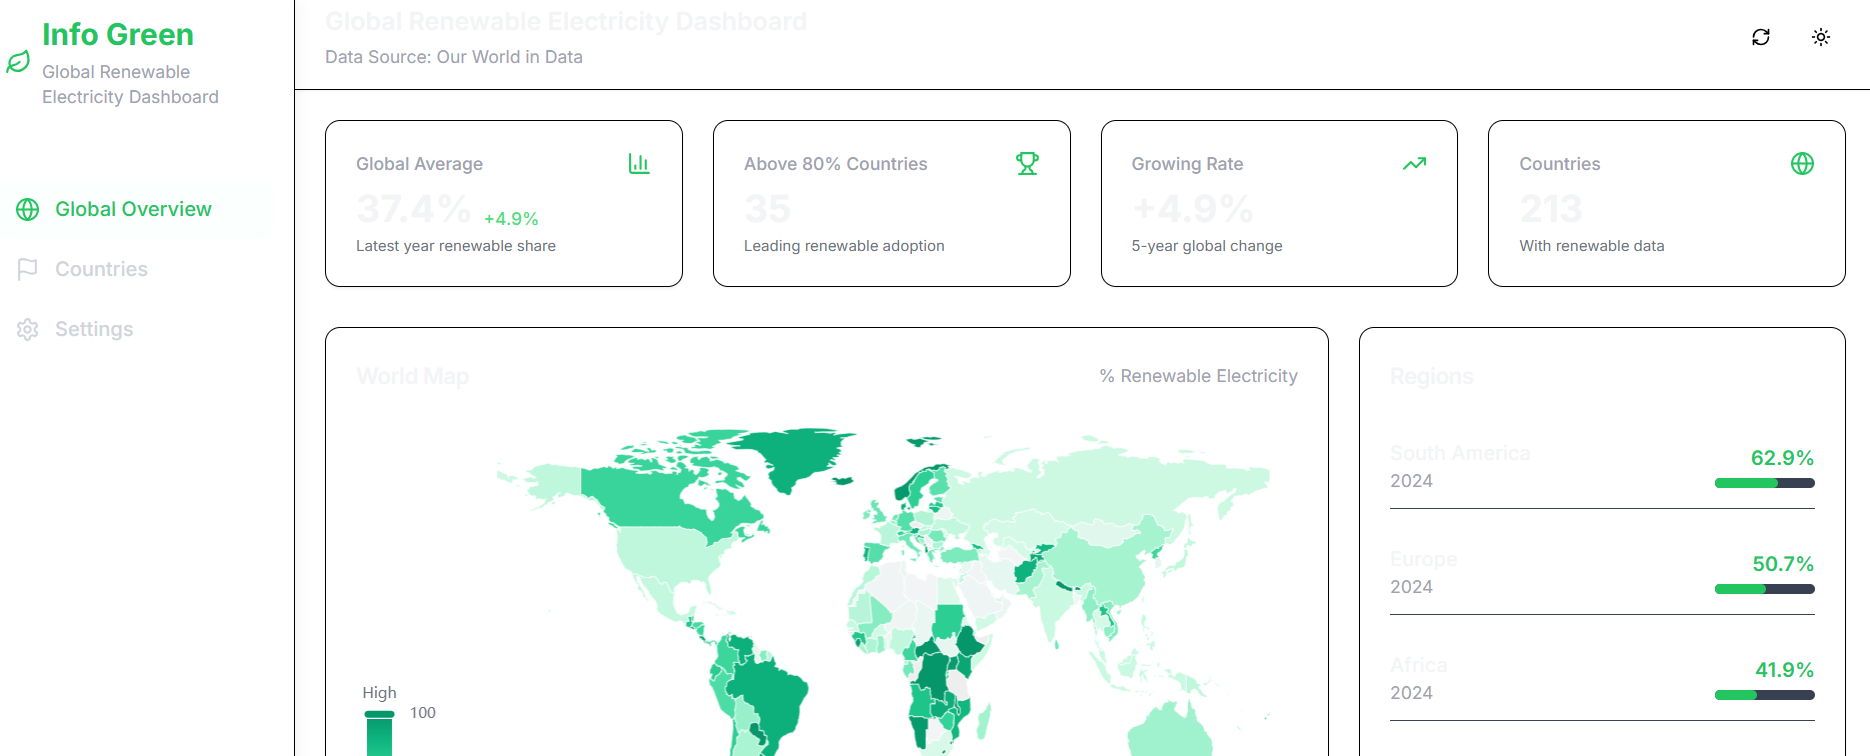 Info Green
Global Renewable
Electricity Dashboard
Global Overview
Countries
Settings
Global Renewable Electricity Dashboard
Data Source: Our World in Data
Global Average
37.4% +4.9%
Latest year renewable share
Above 80% Countries
35
Leading renewable adoption
Growing Rate
+4.9%
5-year global change
Countries
213
With renewable data
World Map
% Renewable Electricity
High
100
Regions
South America
62.9%
2024
Europe
50.7%
2024
Africa
41.9%
2024